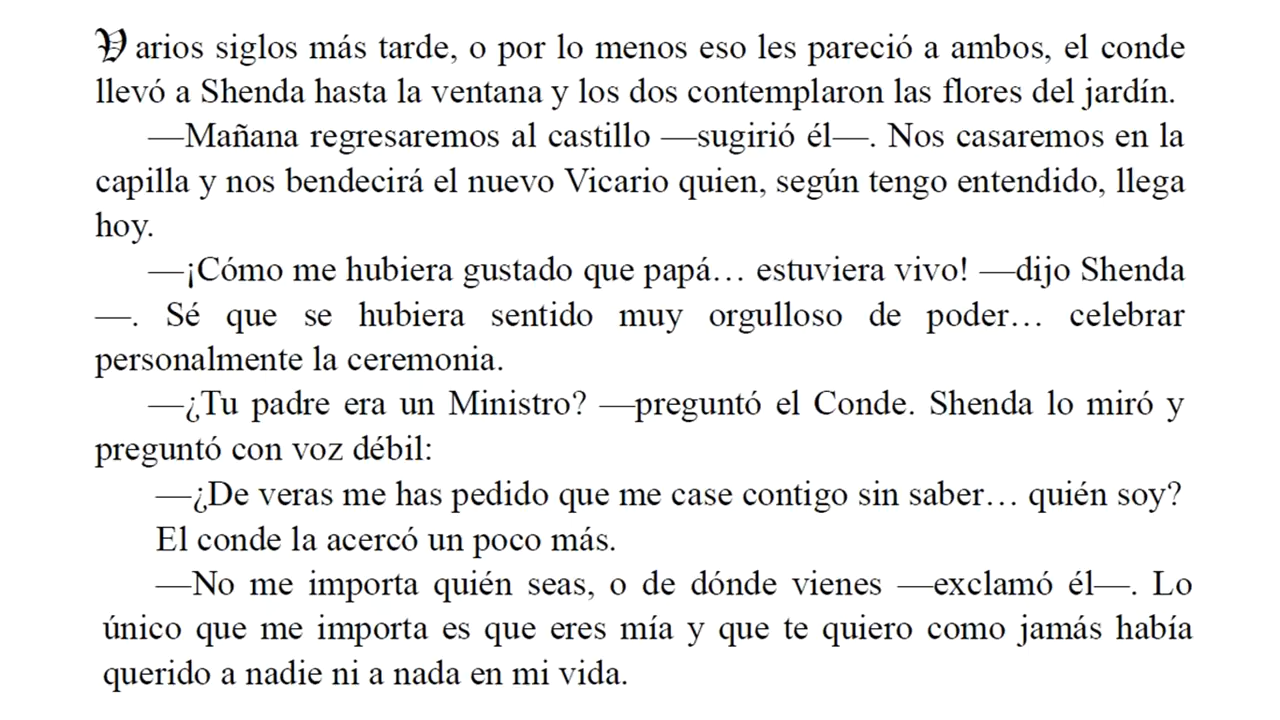 Varios siglos más tarde, o por lo menos eso les pareció a ambos, el conde
llevó a Shenda hasta la ventana y los dos contemplaron las flores del jardín.
—Mañana regresaremos al castillo —sugirió él—. Nos casaremos en la
capilla y nos bendecirá el nuevo Vicario quien, según tengo entendido, llega
hoy.
—¡Cómo me hubiera gustado que papá… estuviera vivo! —dijo Shenda
—. Sé que se hubiera sentido muy orgulloso de poder… celebrar
personalmente la ceremonia.
—¿Tu padre era un Ministro? —preguntó el Conde. Shenda lo miró y
preguntó con voz débil:
—¿De veras me has pedido que me case contigo sin saber… quién soy?
El conde la acercó un poco más.
—No me importa quién seas, o de dónde vienes —exclamó él—. Lo
único que me importa es que eres mía y que te quiero como jamás había
querido a nadie ni a nada en mi vida.